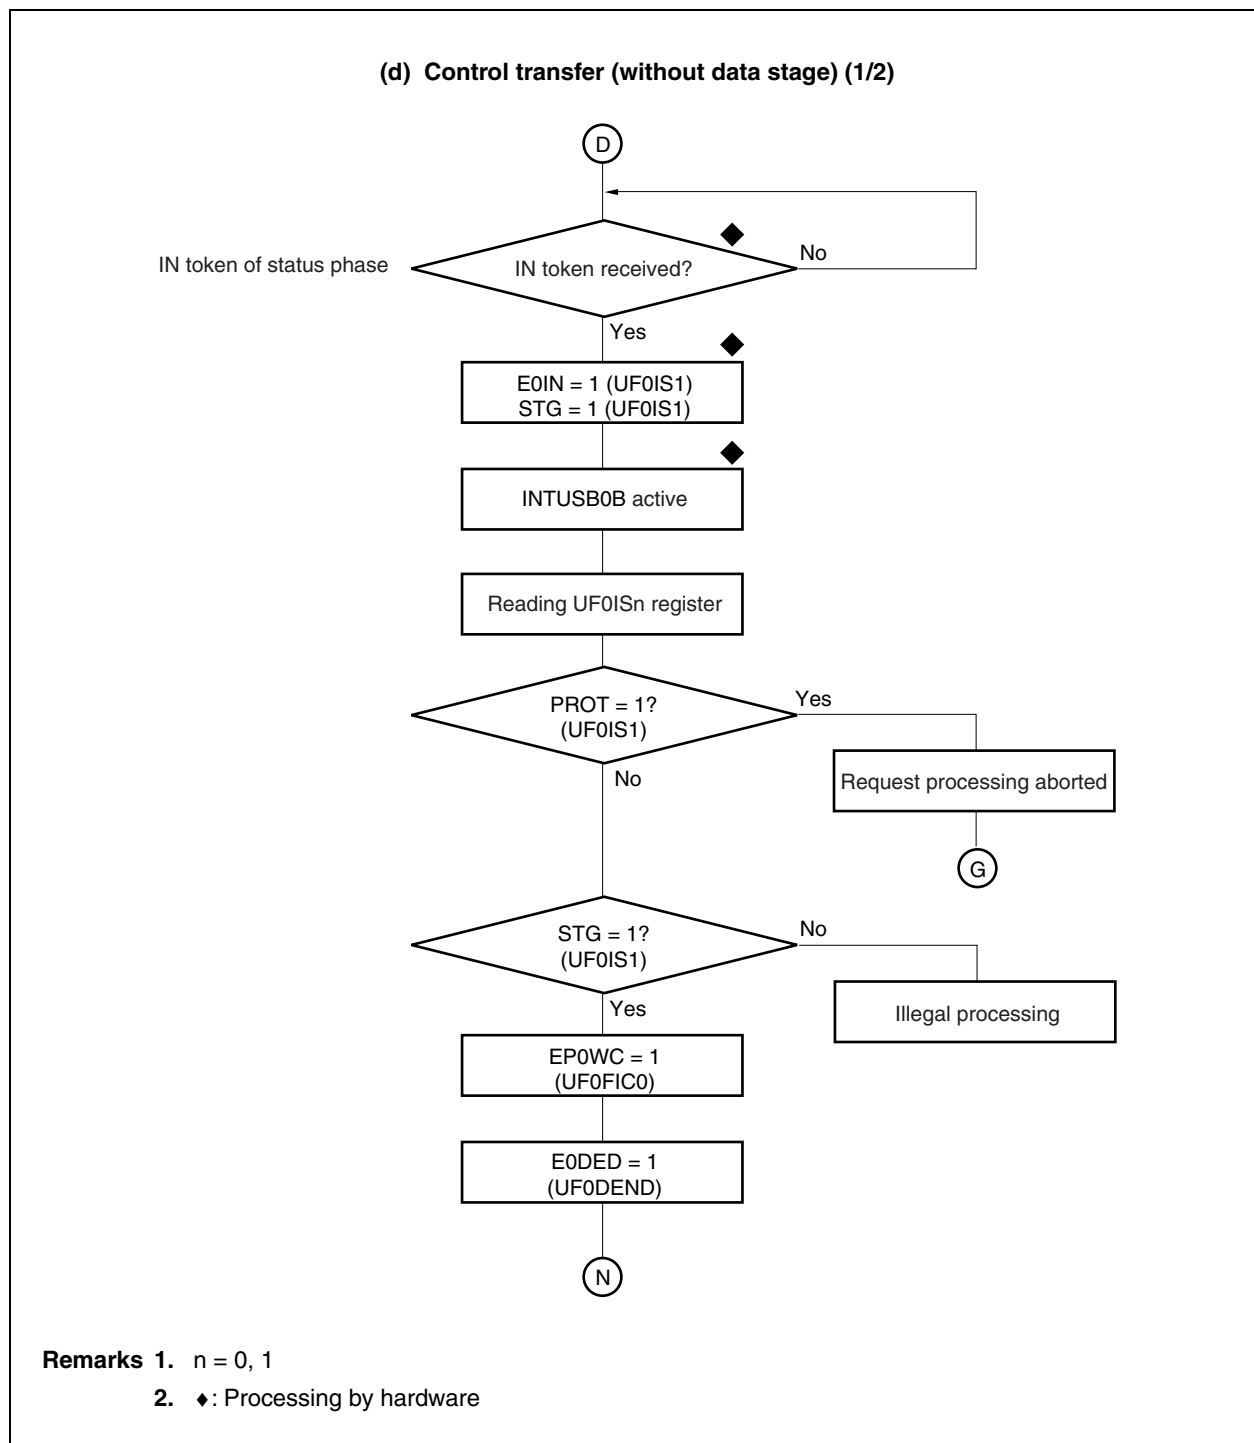 (d) Control transfer (without data stage) (1/2)
D
IN token of status phase
IN token received?
No
Yes
E0IN = 1 (UF0IS1)
STG = 1 (UF0IS1)
INTUSB0B active
Reading UF0ISn register
PROT = 1?
(UF0IS1)
Yes
No
Request processing aborted
G
STG = 1?
(UF0IS1)
No
Yes
Illegal processing
EP0WC = 1
(UF0FIC0)
E0DED = 1
(UF0DEND)
N
Remarks 1. n = 0, 1
2. ♦: Processing by hardware